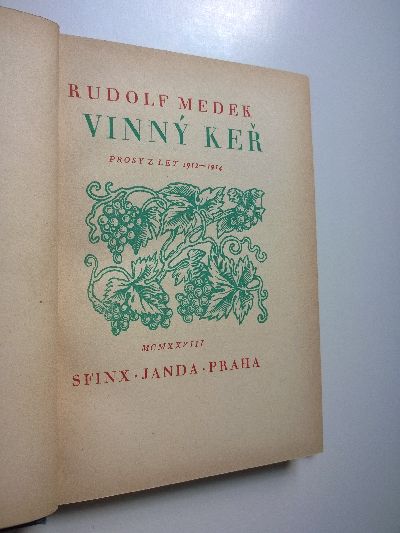 RUDOLF MEDEK
VINNÝ KEŘ
PROSY Z LET 1912—1914
MCMXXVIII
SFINX · JANDA · PRAHA